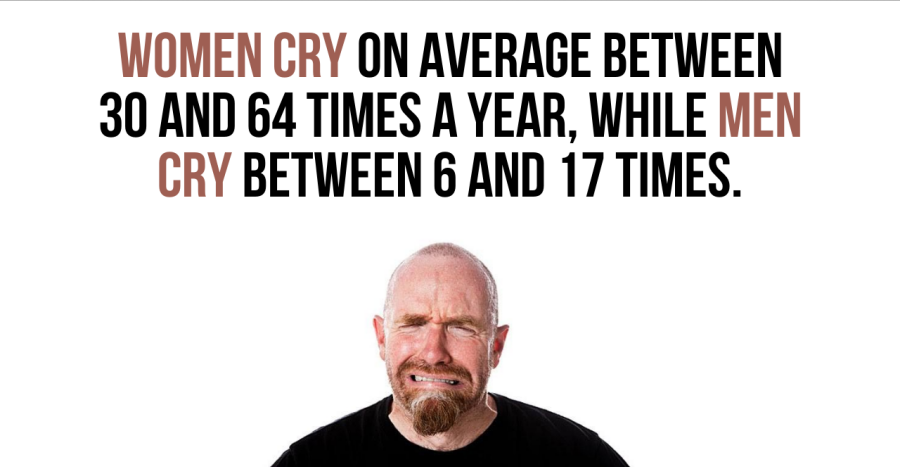 WOMEN CRY ON AVERAGE BETWEEN
30 AND 64 TIMES A YEAR, WHILE MEN
CRY BETWEEN 6 AND 17 TIMES.